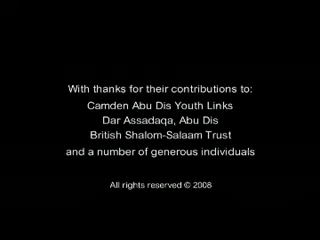 With thanks for their contributions to:
Camden Abu Dis Youth Links
Dar Assadaqa, Abu Dis
British Shalom-Salaam Trust
and a number of generous individuals
All rights reserved © 2008